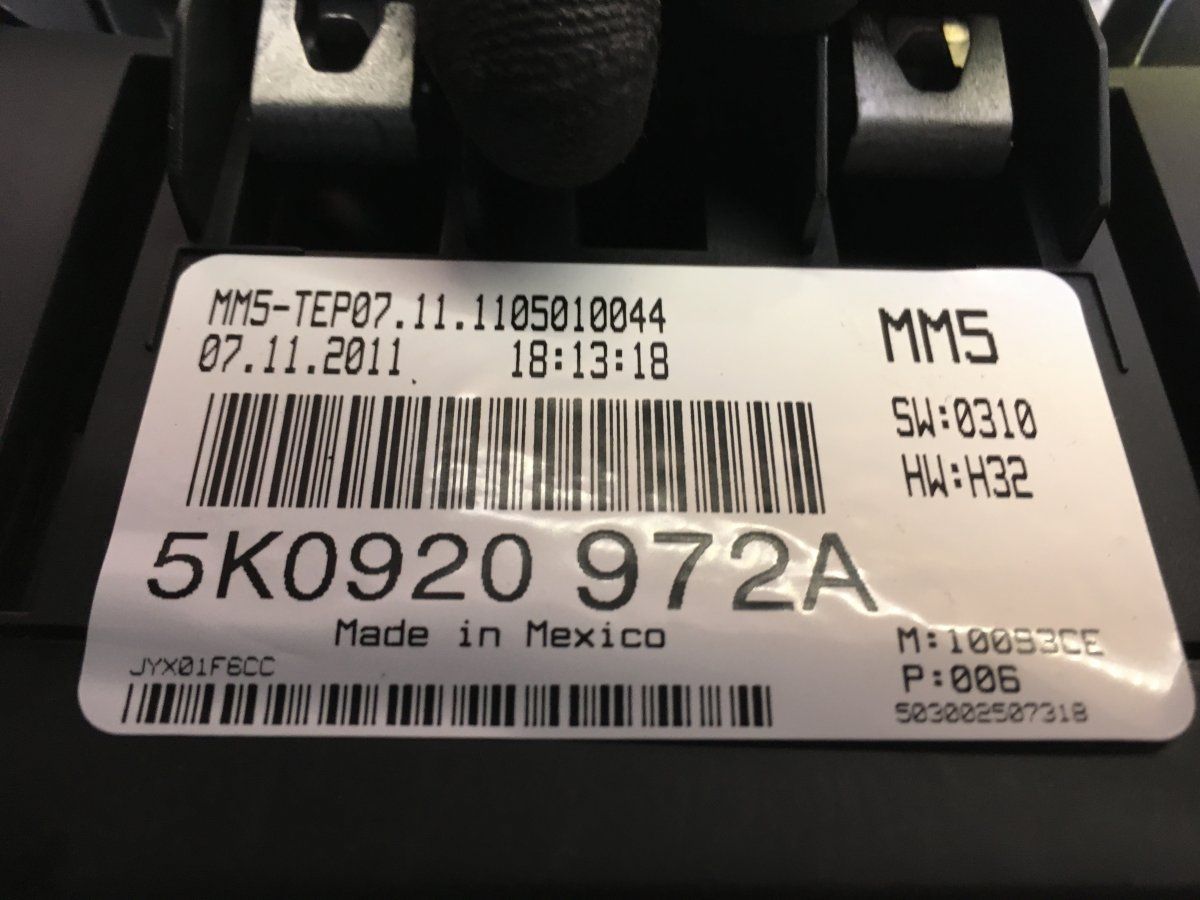 MM5-TEP07.11.1105010044
07.11.2011 18:13:18
MM5
SW:0310
HW:H32
5K0920 972A
Made in Mexico
JYX01F6CC
M:10093CE
P:006
503002507318